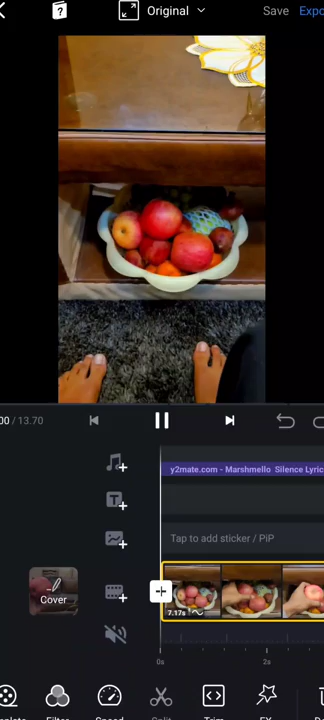 ?
Original
Save
Expo
00 / 13.70
y2mate.com - Marshmello Silence Lyric
T
Tap to add sticker / PiP
Cover
7.17s
0s
2s
plate
Filter
Speed
Split
Trim
FX